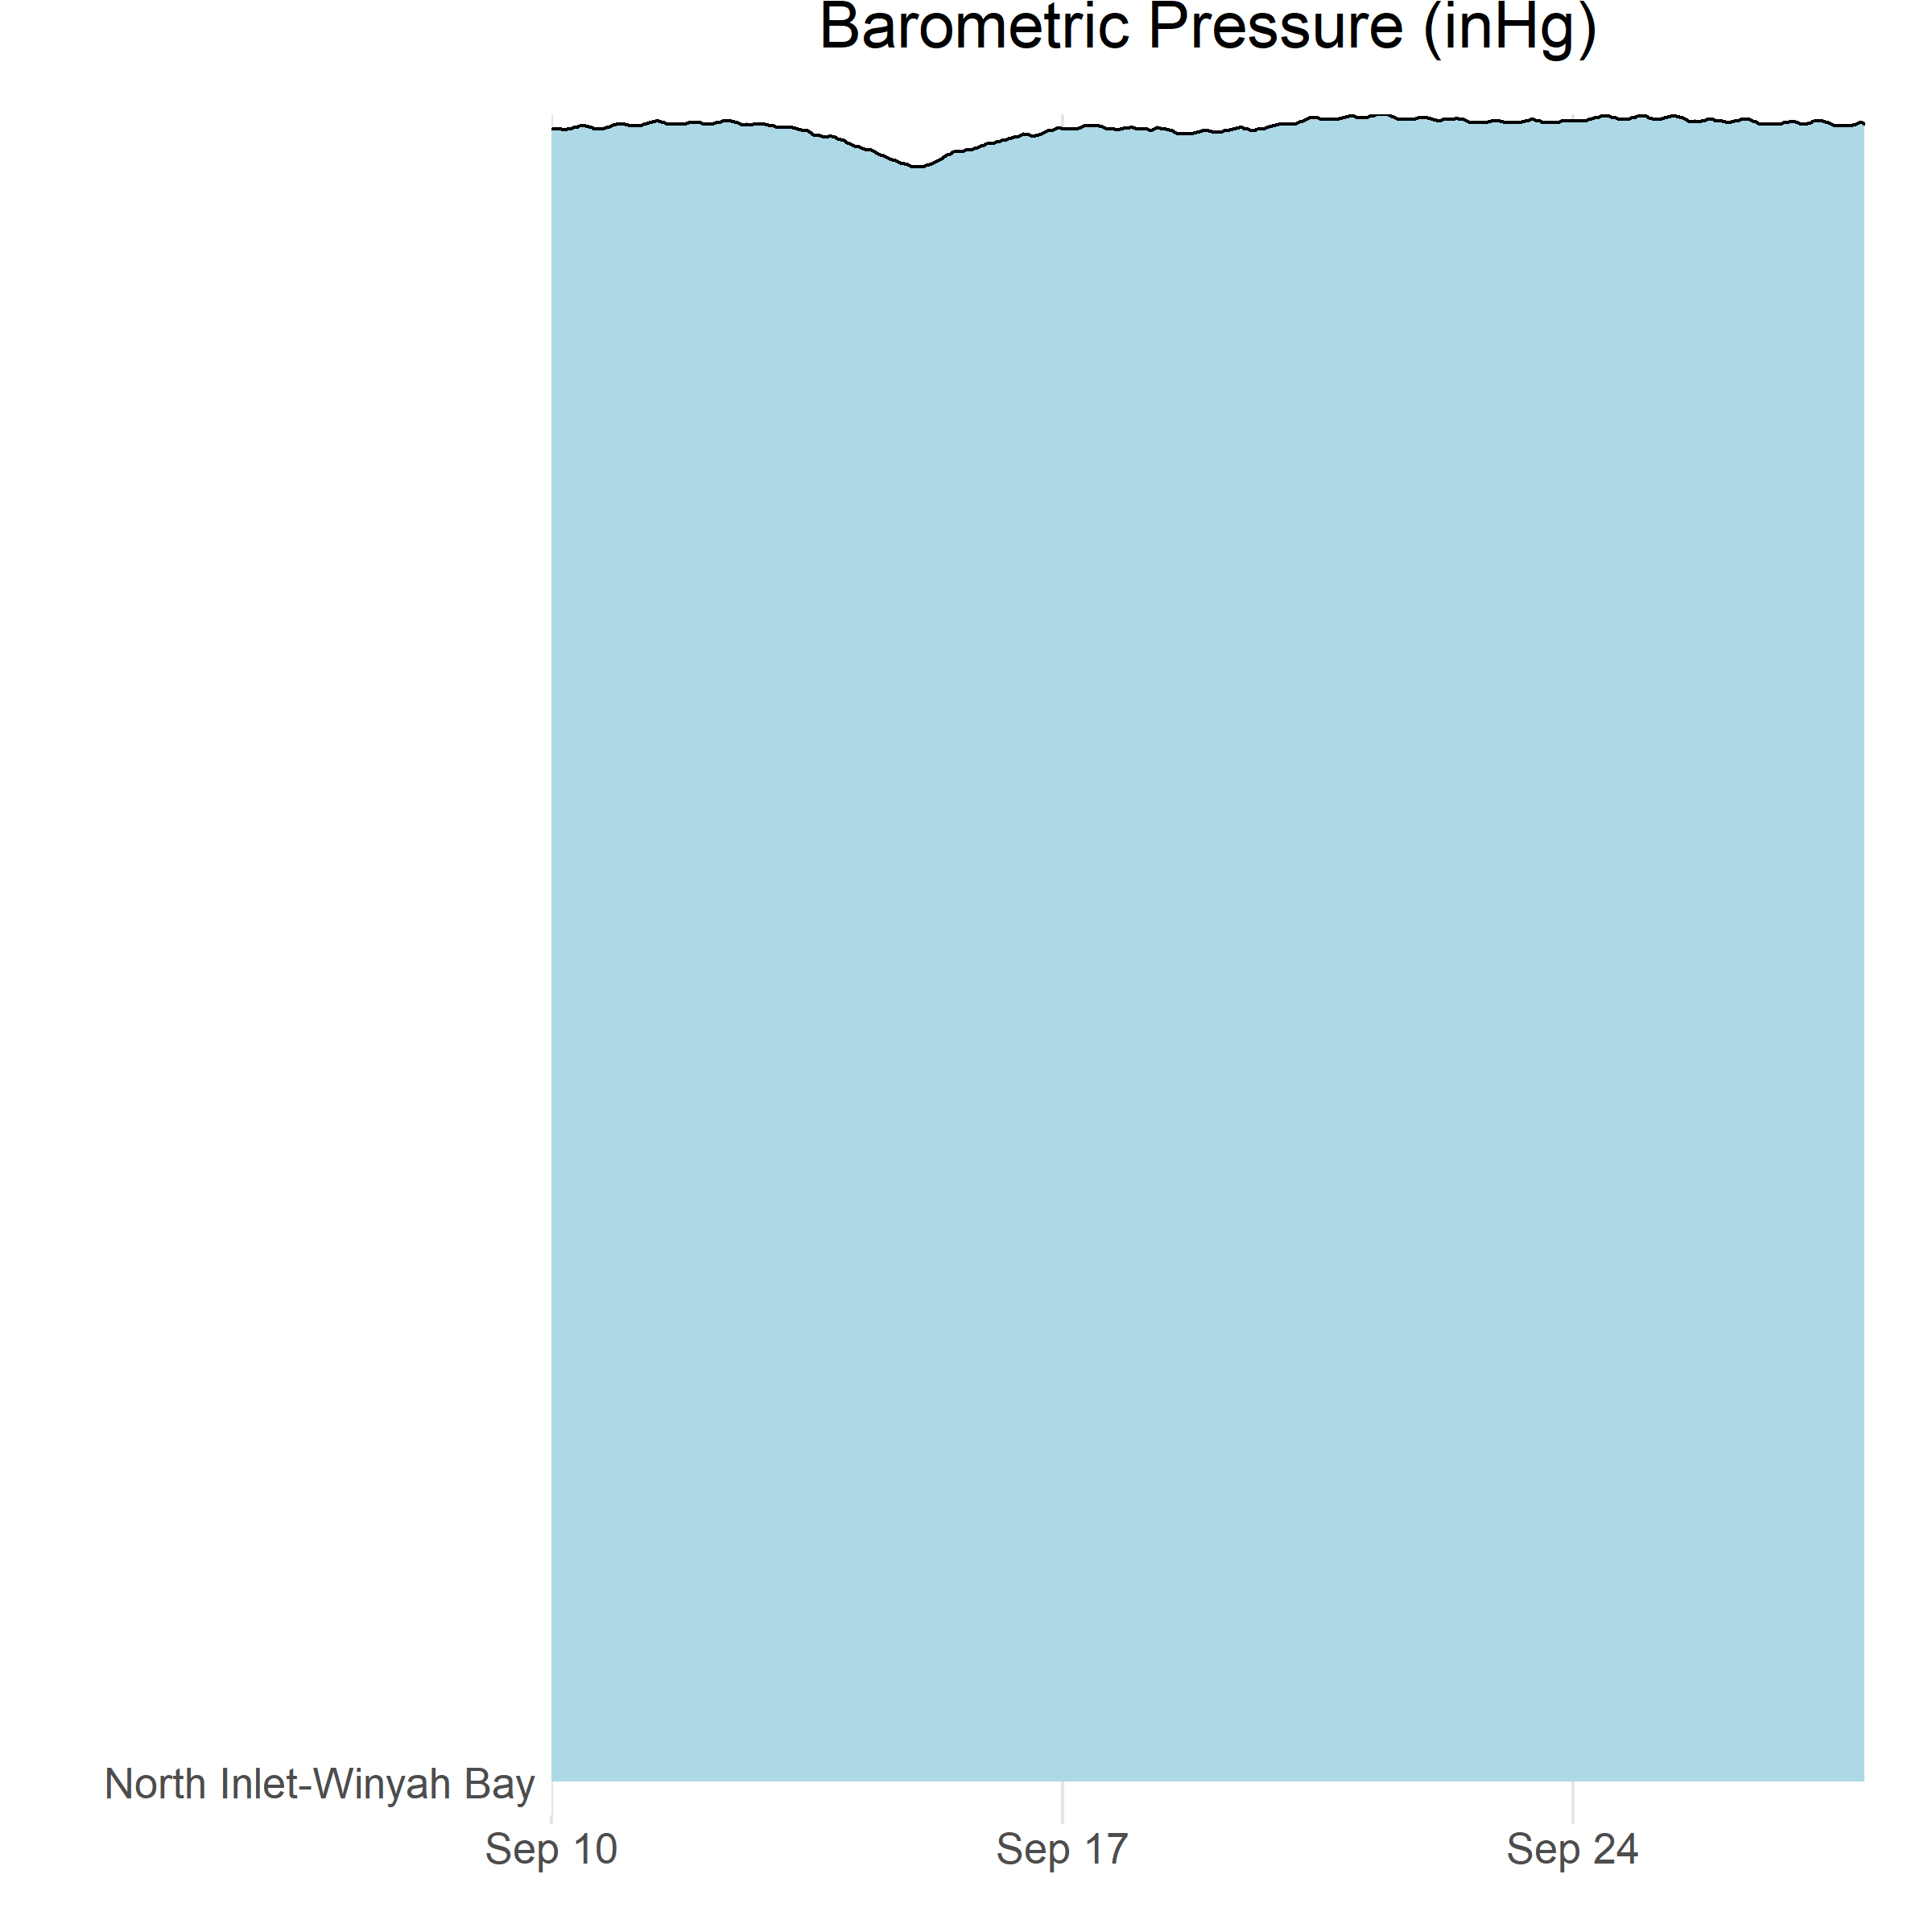 Barometric Pressure (inHg)
North Inlet-Winyah Bay
Sep 10
Sep 17
Sep 24